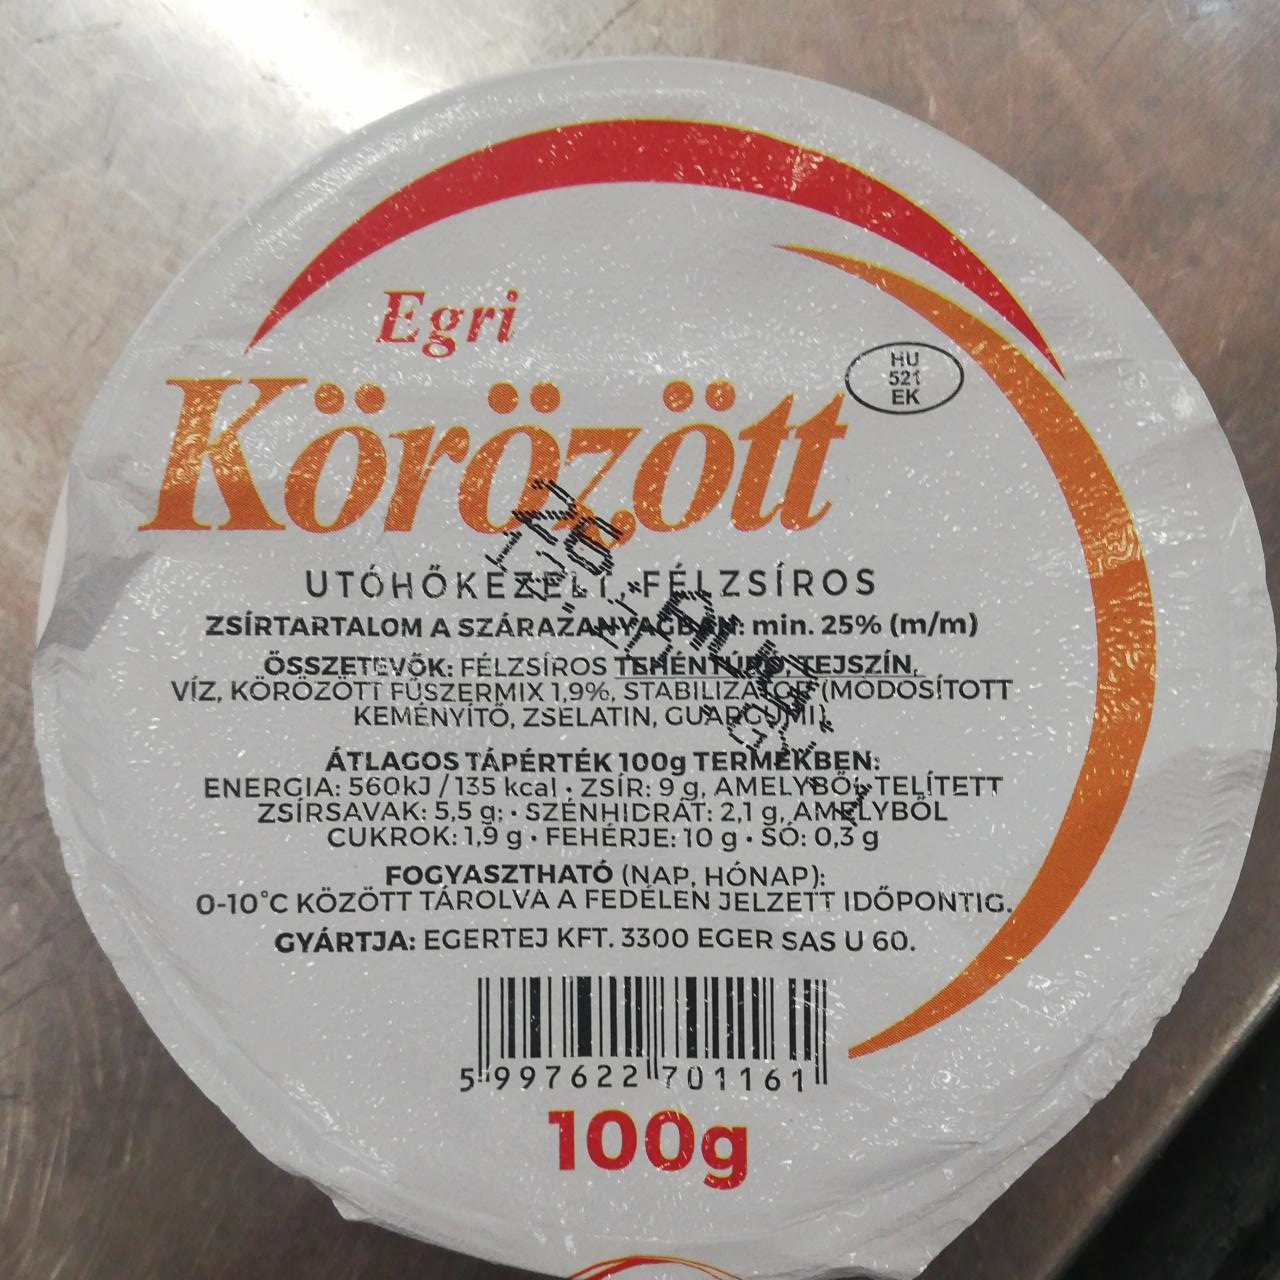 Egri
HU
521
EK
Körözött
UTÓHŐKEZELT, FÉLZSÍROS
ZSÍRTARTALOM A SZÁRAZANYAGBAN: min. 25% (m/m)
ÖSSZETEVŐK: FÉLZSÍROS TEHÉNTÚRÓ, TEJSZÍN,
VÍZ, KÖRÖZÖTT FŰSZERMIX 1,9%, STABILIZÁTOR (MÓDOSÍTOTT
KEMÉNYÍTŐ, ZSELATIN, GUARGUMI).
ÁTLAGOS TÁPÉRTÉK 100g TERMÉKBEN:
ENERGIA: 560kJ / 135 kcal • ZSÍR: 9 g, AMELYBŐL TELÍTETT
ZSÍRSAVAK: 5,5 g; • SZÉNHIDRÁT: 2,1 g, AMELYBŐL
CUKROK: 1,9 g • FEHÉRJE: 10 g • SÓ: 0,3 g
FOGYASZTHATÓ (NAP, HÓNAP):
0-10°C KÖZÖTT TÁROLVA A FEDÉLEN JELZETT IDŐPONTIG.
GYÁRTJA: EGERTEJ KFT. 3300 EGER SAS U 60.
5 997622 701161
100g